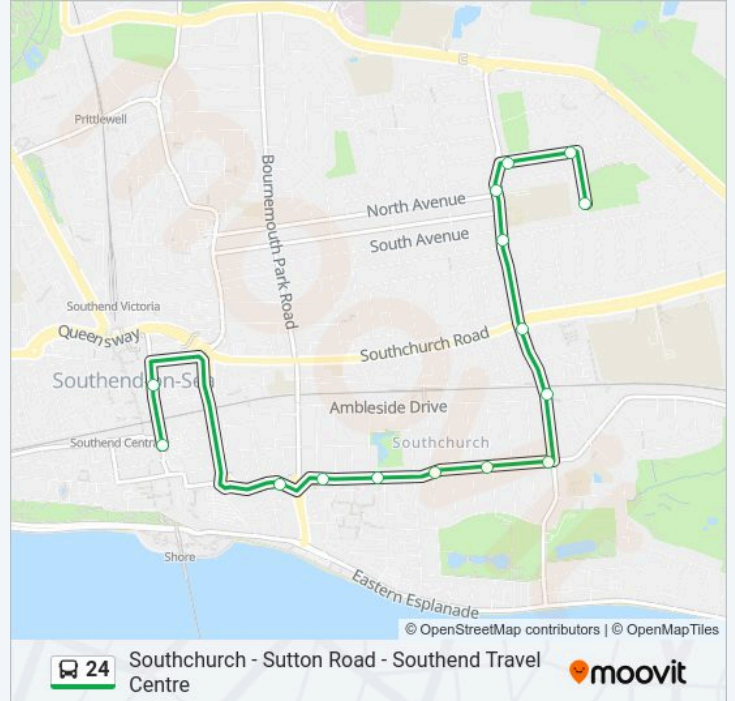 Prittlewell
Bournemouth Park Road
North Avenue
South Avenue
Southend Victoria
Queensway
Southchurch Road
Southend-on-Sea
Ambleside Drive
Southend Central
Southchurch
Shore
Eastern Esplanade
© OpenStreetMap contributors | © OpenMapTiles
24
Southchurch - Sutton Road - Southend Travel
Centre
moovit